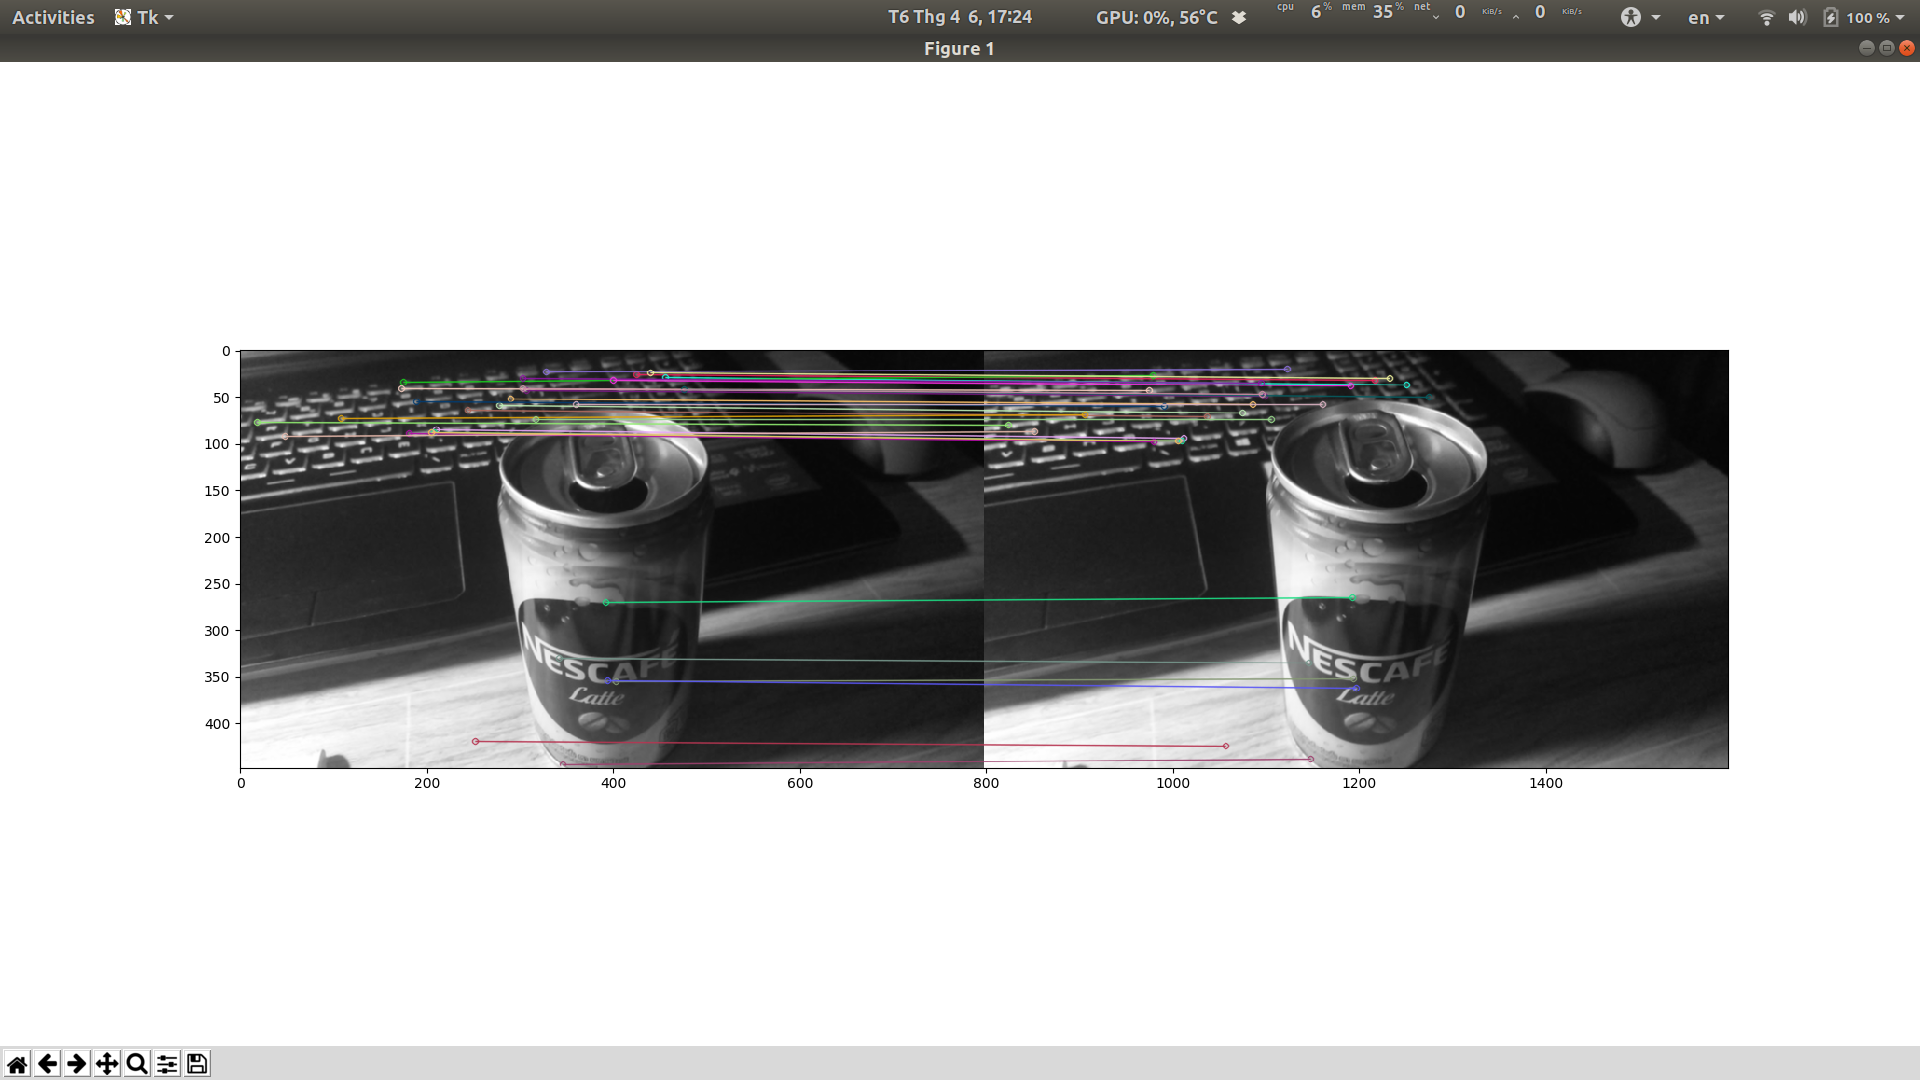 Activities Tk T6 Thg 4 6, 17:24 GPU: 0%, 56°C cpu 6% mem 35% net 0 KiB/s 0 KiB/s en 100 %
Figure 1
0
50
100
150
200
250
300
350
400
0 200 400 600 800 1000 1200 1400
NESCAFÉ NESCAFÉ
Latte Latte